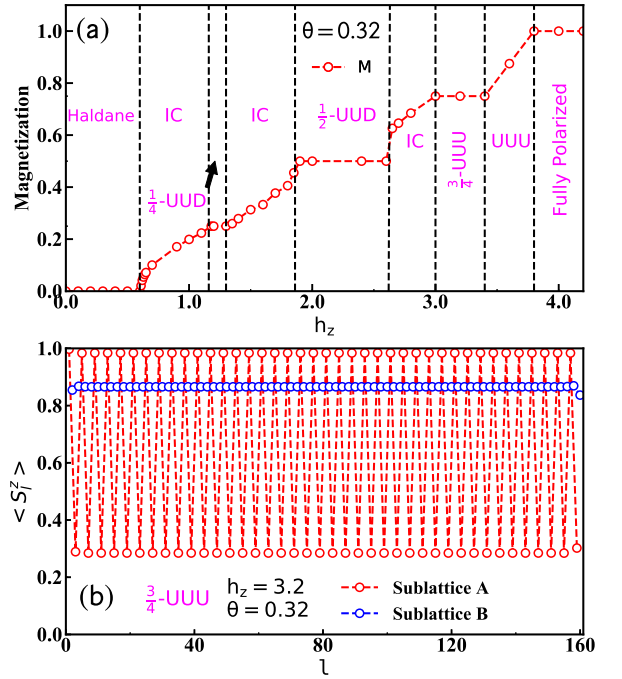 (a)
θ = 0.32
M
Haldane
IC
IC
1/2-UUD
IC
3/4-UUU
UUU
Fully Polarized
1/4-UUD
Magnetization
1.0
0.8
0.6
0.4
0.2
0.0
0.0 1.0 2.0 3.0 4.0
h_z
1.0
0.8
0.6
0.4
0.2
0.0
< S_l^z >
(b)
3/4-UUU
h_z = 3.2
θ = 0.32
Sublattice A
Sublattice B
0 40 80 120 160
l